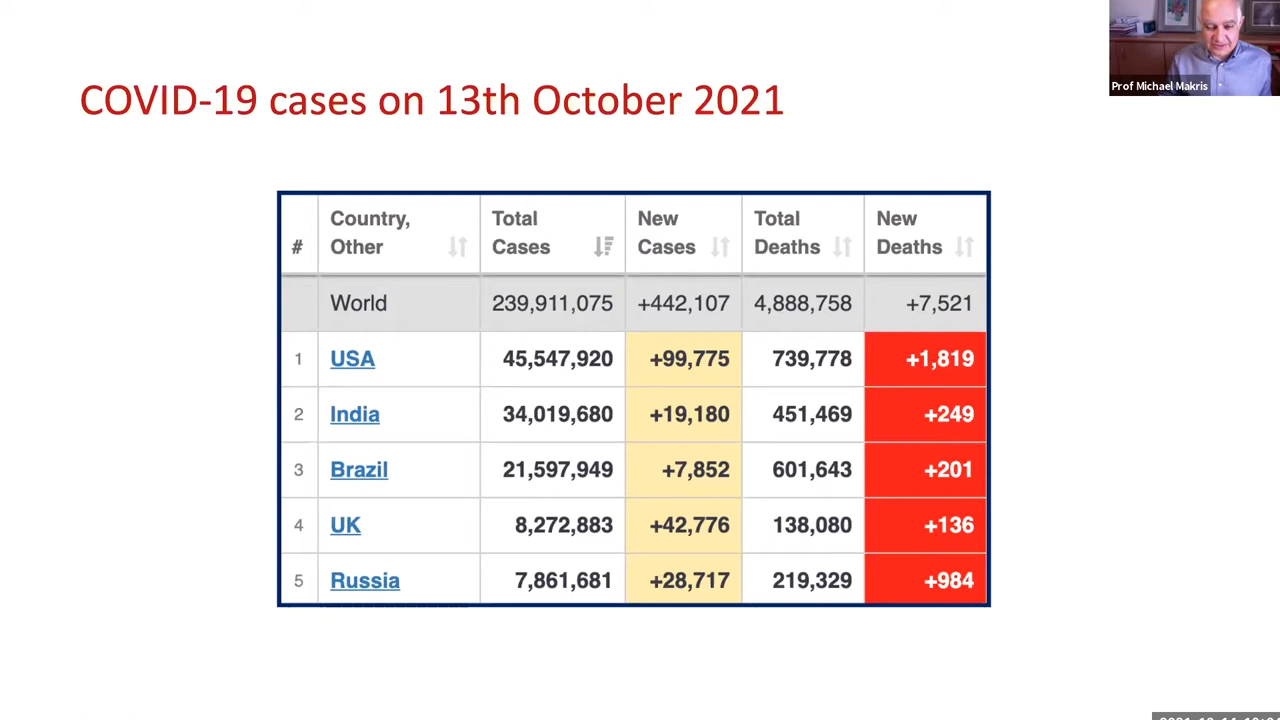 Prof Michael Makris
COVID-19 cases on 13th October 2021
# Country, Other Total Cases New Cases Total Deaths New Deaths
World 239,911,075 +442,107 4,888,758 +7,521
1 USA 45,547,920 +99,775 739,778 +1,819
2 India 34,019,680 +19,180 451,469 +249
3 Brazil 21,597,949 +7,852 601,643 +201
4 UK 8,272,883 +42,776 138,080 +136
5 Russia 7,861,681 +28,717 219,329 +984